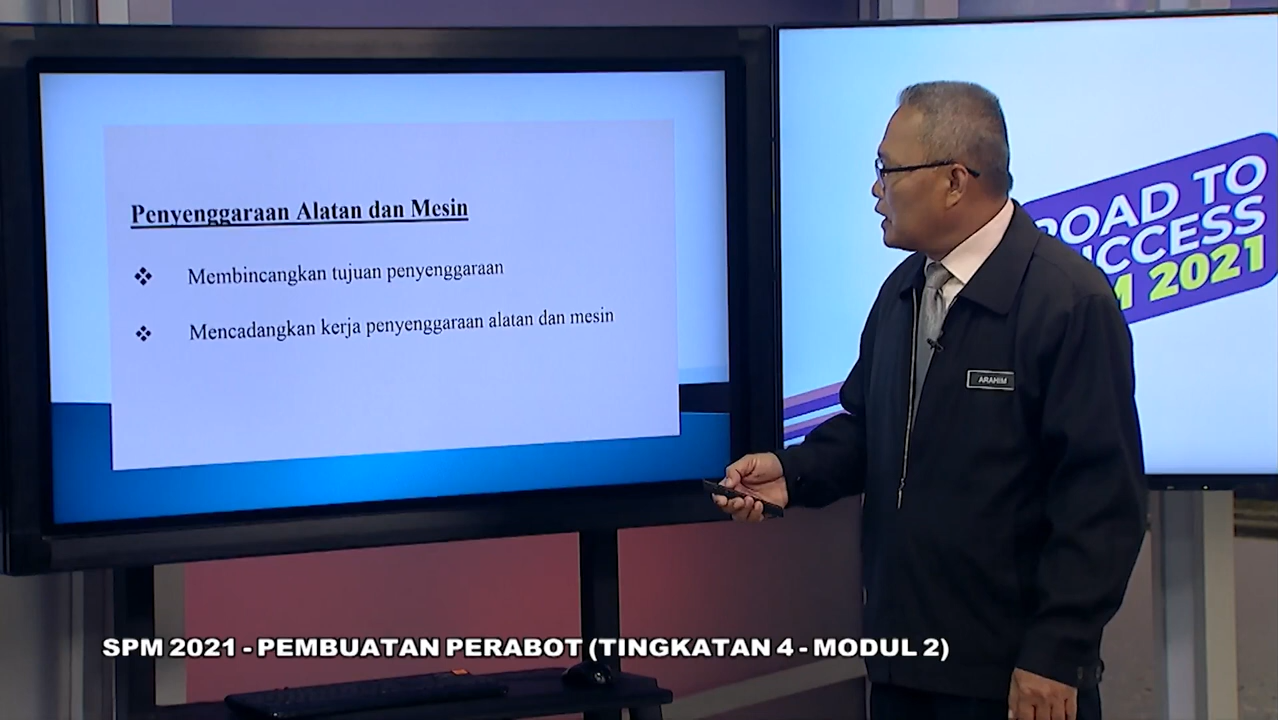 Penyenggaraan Alatan dan Mesin
Membincangkan tujuan penyenggaraan
Mencadangkan kerja penyenggaraan alatan dan mesin
ROAD TO
2021
ARAHIM
SPM 2021 - PEMBUATAN PERABOT (TINGKATAN 4 - MODUL 2)